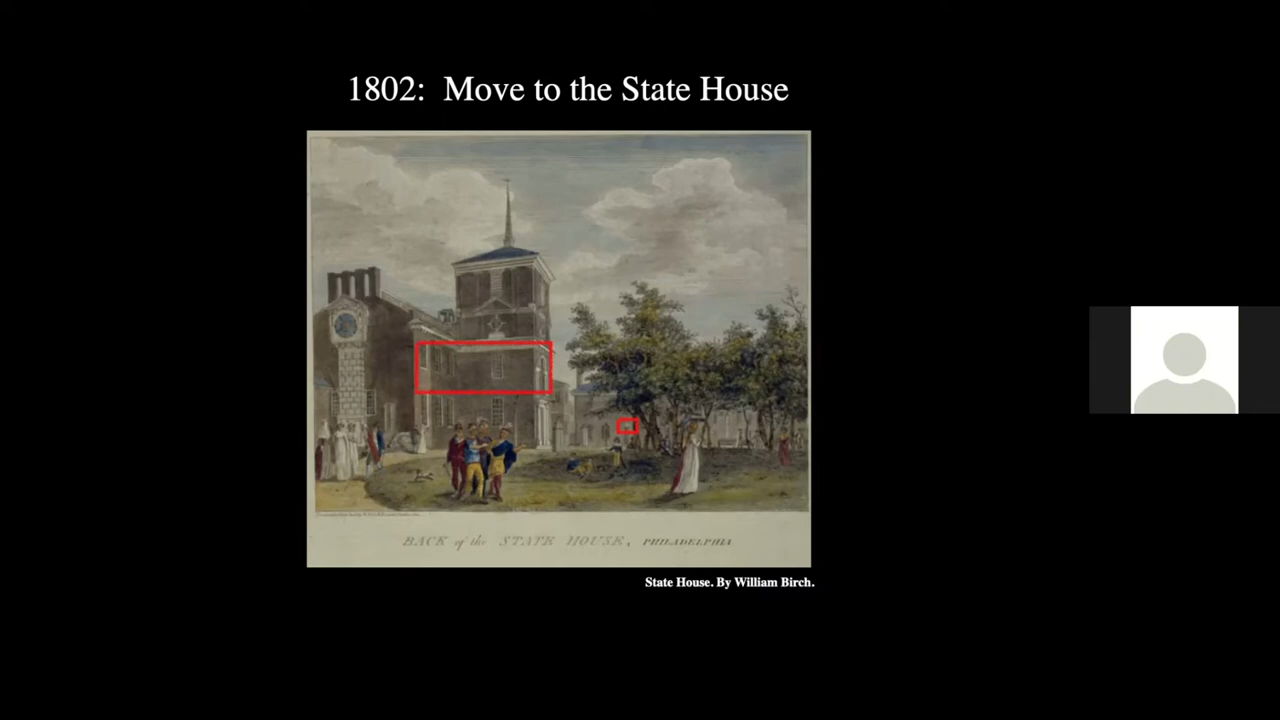 1802: Move to the State House
BACK of the STATE HOUSE, PHILADELPHIA
State House. By William Birch.